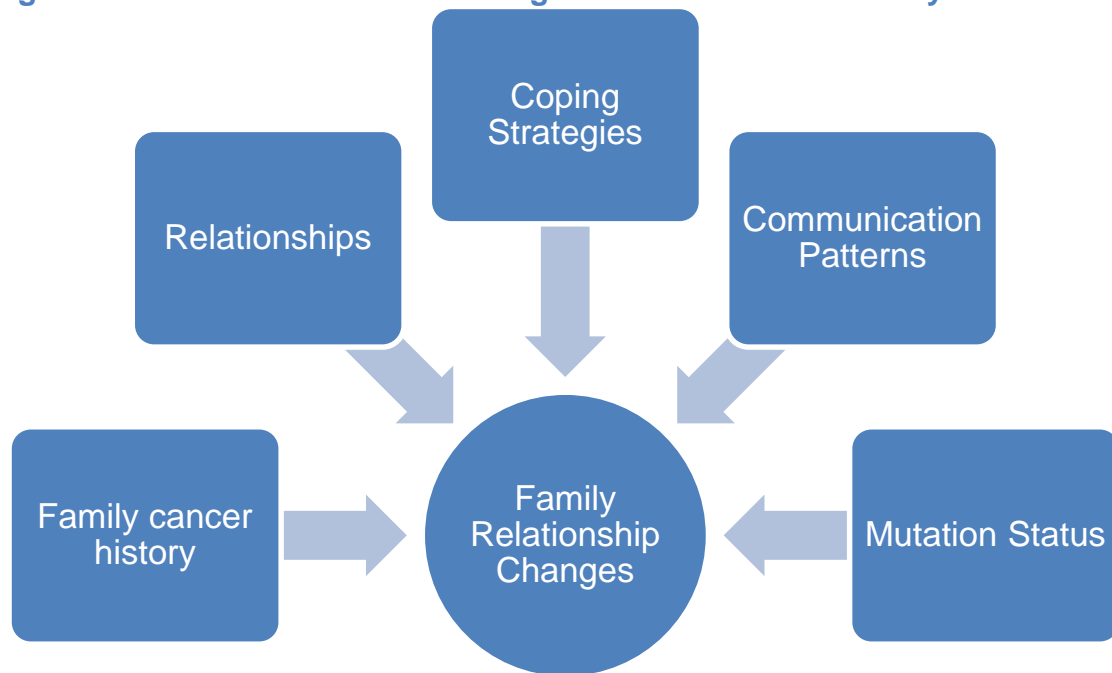 Coping
Strategies
Relationships
Communication
Patterns
Family cancer
history
Family
Relationship
Changes
Mutation Status